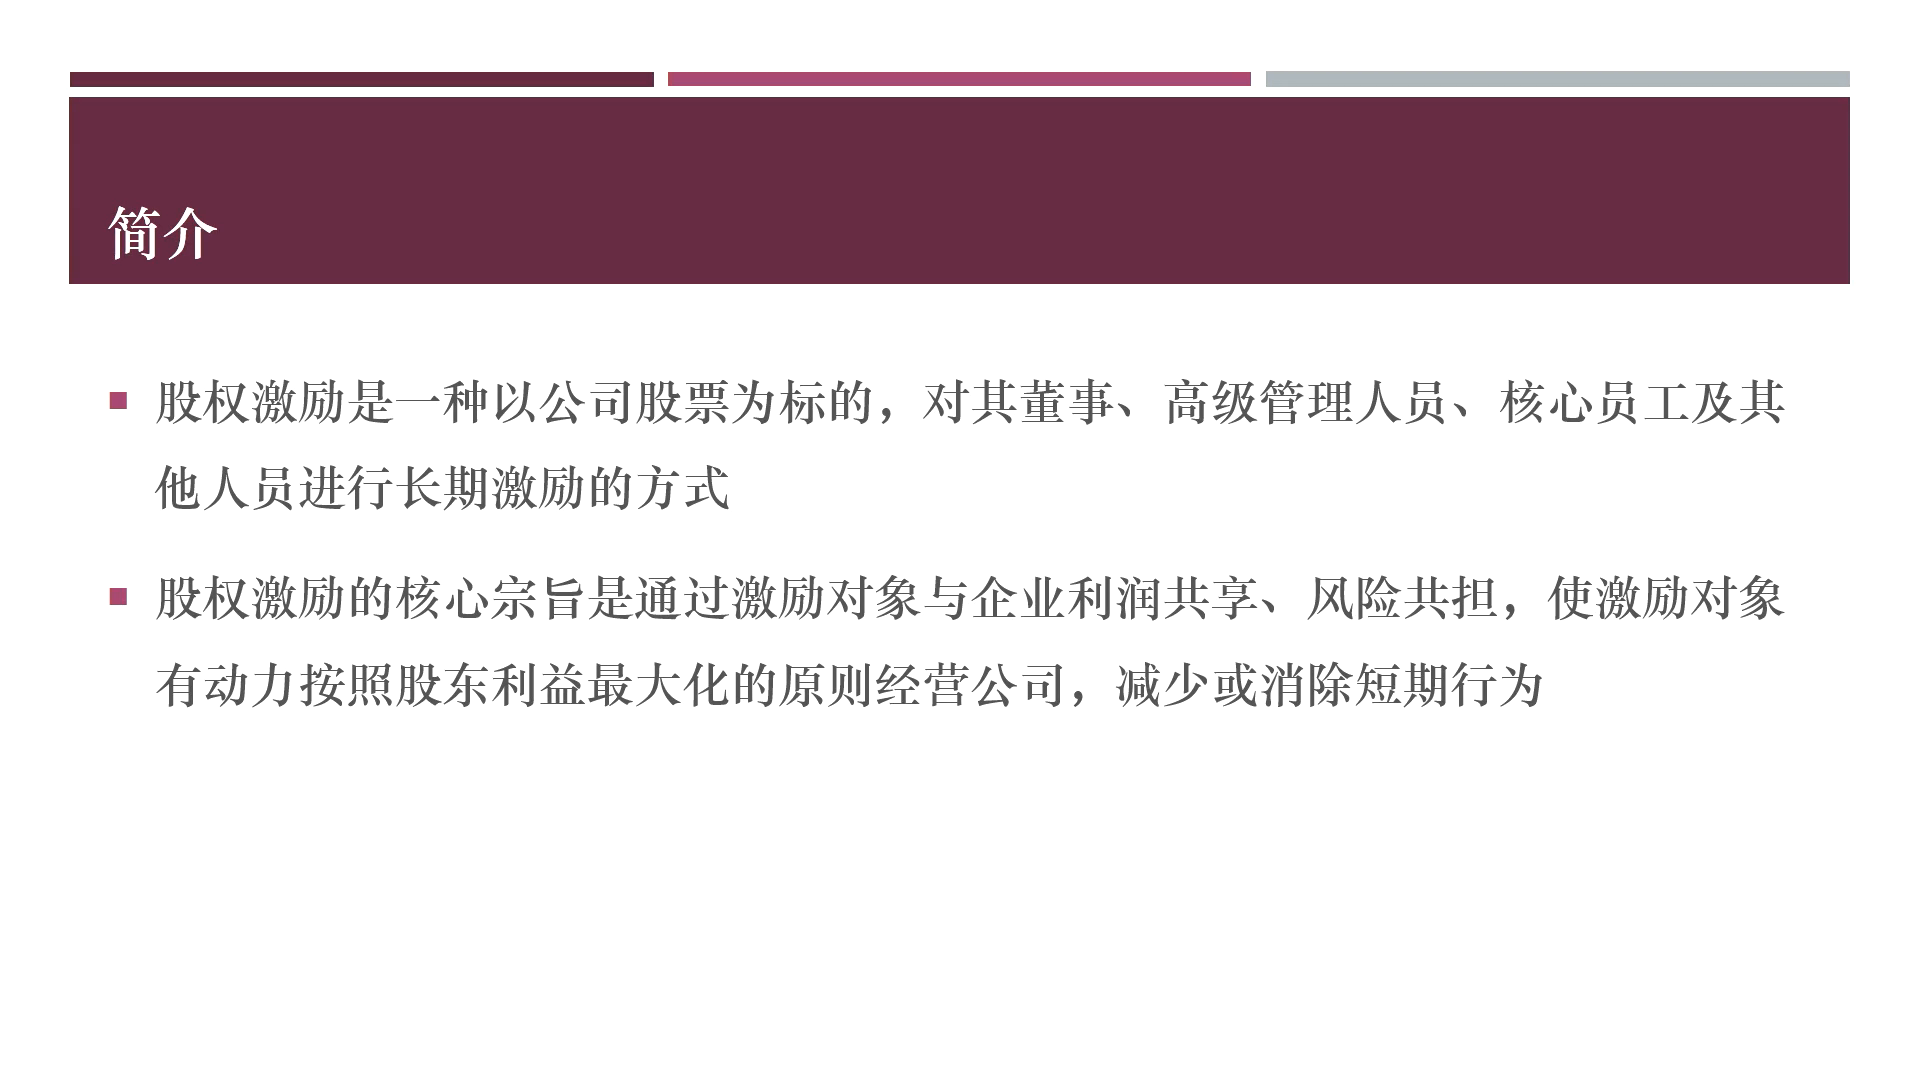 简介
股权激励是一种以公司股票为标的，对其董事、高级管理人员、核心员工及其
他人员进行长期激励的方式
股权激励的核心宗旨是通过激励对象与企业利润共享、风险共担，使激励对象
有动力按照股东利益最大化的原则经营公司，减少或消除短期行为